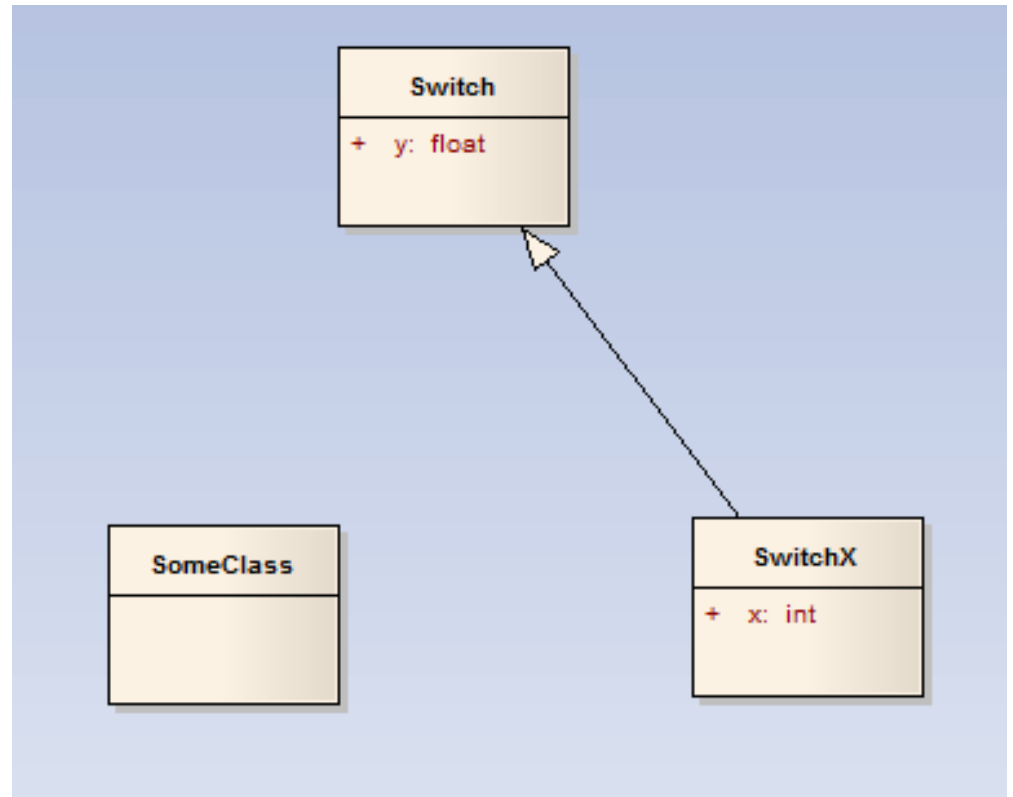 Switch
+ y: float
SomeClass
SwitchX
+ x: int